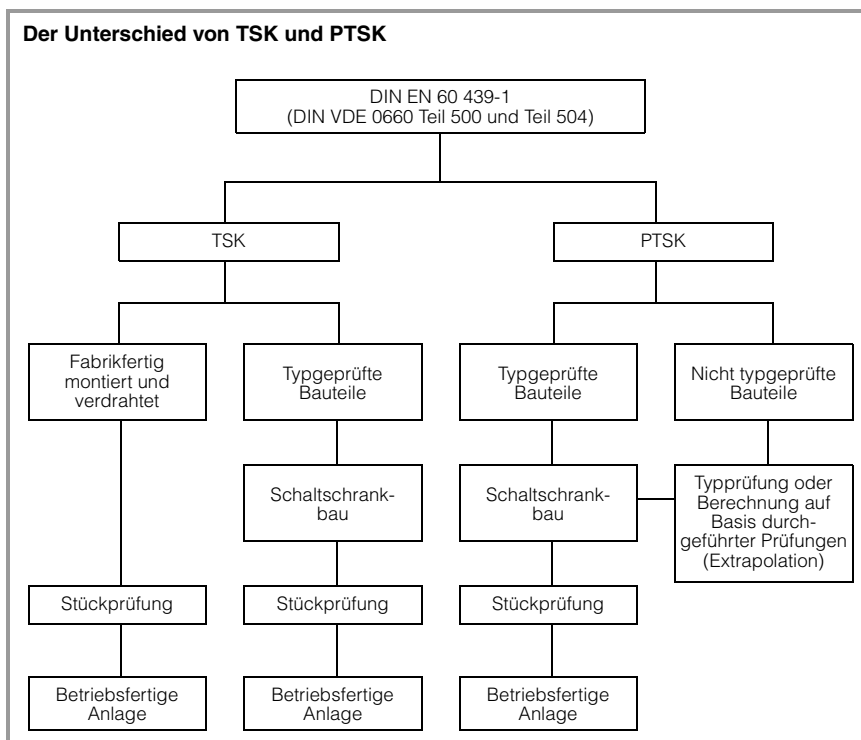 Der Unterschied von TSK und PTSK
DIN EN 60 439-1
(DIN VDE 0660 Teil 500 und Teil 504)
TSK
PTSK
Fabrikfertig
montiert und
verdrahtet
Typgeprüfte
Bauteile
Typgeprüfte
Bauteile
Nicht typgeprüfte
Bauteile
Schaltschrank-
bau
Schaltschrank-
bau
Typprüfung oder
Berechnung auf
Basis durch-
geführter Prüfungen
(Extrapolation)
Stückprüfung
Stückprüfung
Stückprüfung
Betriebsfertige
Anlage
Betriebsfertige
Anlage
Betriebsfertige
Anlage